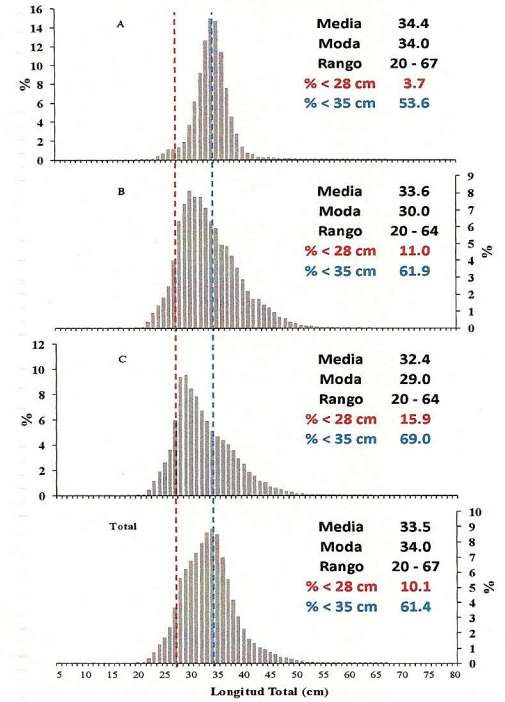 A
Media 34.4
Moda 34.0
Rango 20 - 67
% < 28 cm 3.7
% < 35 cm 53.6
%
16
14
12
10
8
6
4
2
0
B
Media 33.6
Moda 30.0
Rango 20 - 64
% < 28 cm 11.0
% < 35 cm 61.9
%
9
8
7
6
5
4
3
2
1
0
C
Media 32.4
Moda 29.0
Rango 20 - 64
% < 28 cm 15.9
% < 35 cm 69.0
%
12
10
8
6
4
2
0
Total
Media 33.5
Moda 34.0
Rango 20 - 67
% < 28 cm 10.1
% < 35 cm 61.4
%
10
9
8
7
6
5
4
3
2
1
0
5 10 15 20 25 30 35 40 45 50 55 60 65 70 75 80
Longitud Total (cm)